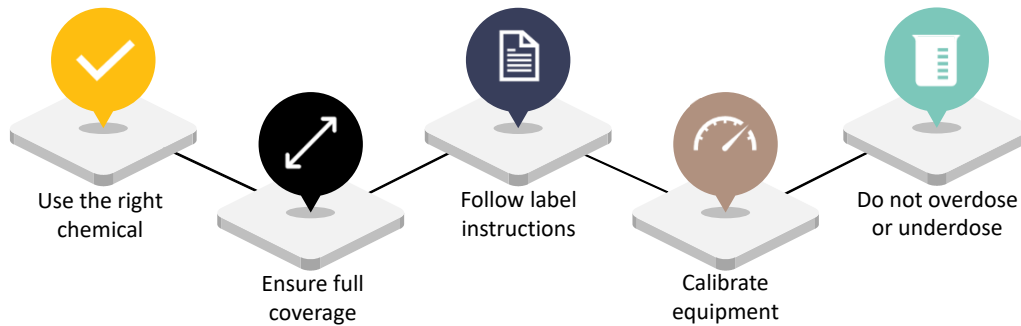 Use the right
chemical
Ensure full
coverage
Follow label
instructions
Calibrate
equipment
Do not overdose
or underdose